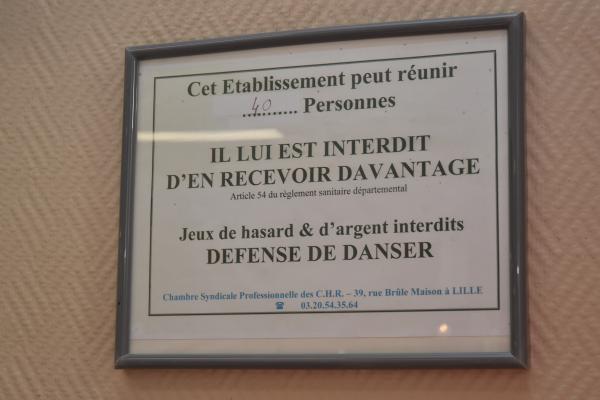 Cet Etablissement peut réunir
....40...... Personnes
IL LUI EST INTERDIT
D'EN RECEVOIR DAVANTAGE
Article 54 du règlement sanitaire départemental
Jeux de hasard & d'argent interdits
DEFENSE DE DANSER
Chambre Syndicale Professionnelle des C.H.R. – 39, rue Brûle Maison à LILLE
☎ 03.20.54.35.64